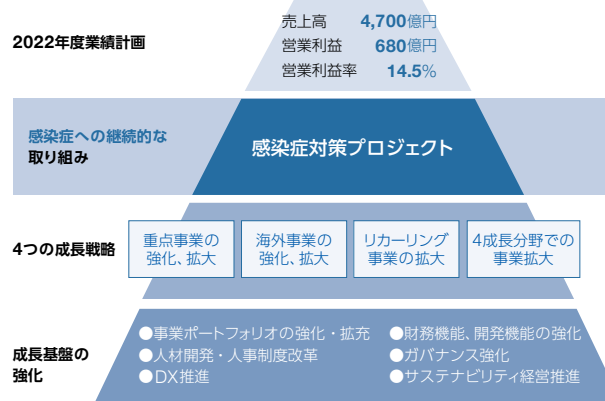 2022年度業績計画
売上高 4,700億円
営業利益 680億円
営業利益率 14.5%
感染症への継続的な
取り組み
感染症対策プロジェクト
4つの成長戦略
重点事業の
強化、拡大
海外事業の
強化、拡大
リカーリング
事業の拡大
4成長分野での
事業拡大
成長基盤の
強化
●事業ポートフォリオの強化・拡充
●人材開発・人事制度改革
●DX推進
●財務機能、開発機能の強化
●ガバナンス強化
●サステナビリティ経営推進